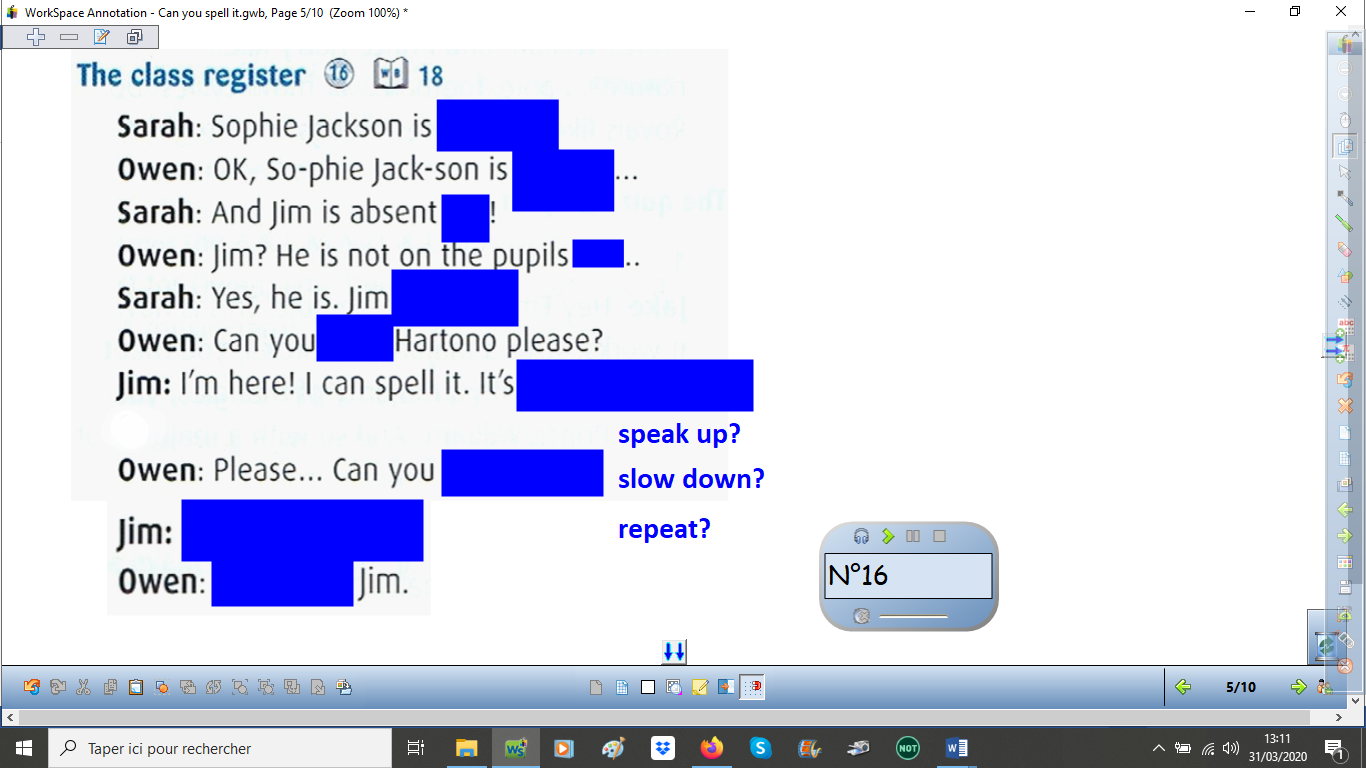 WorkSpace Annotation - Can you spell it.gwb, Page 5/10 (Zoom 100%) *
The class register 16 WB 18
Sarah: Sophie Jackson is
Owen: OK, So-phie Jack-son is ...
Sarah: And Jim is absent !
Owen: Jim? He is not on the pupils ..
Sarah: Yes, he is. Jim
Owen: Can you Hartono please?
Jim: I'm here! I can spell it. It's
speak up?
Owen: Please... Can you
slow down?
Jim:
repeat?
Owen: Jim.
N°16
5/10
Taper ici pour rechercher
NOT
13:11
31/03/2020
1